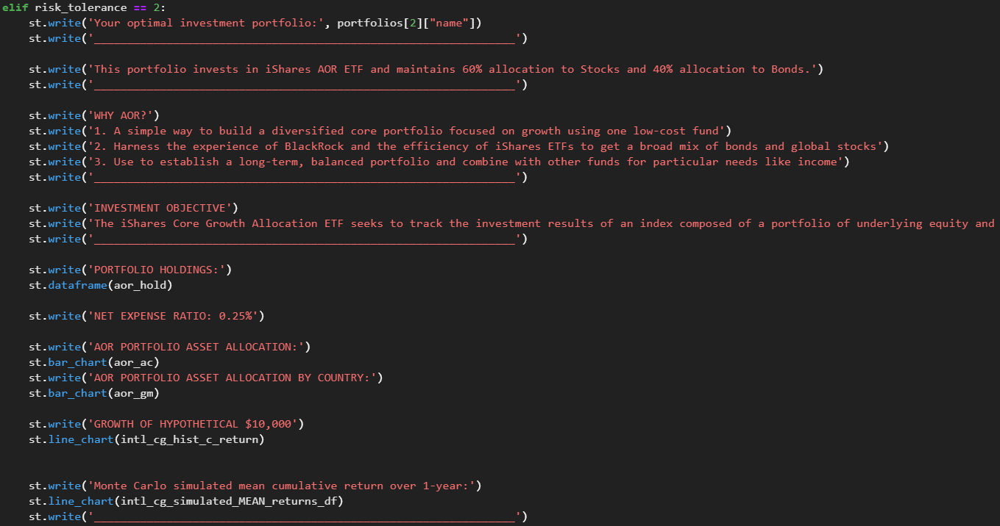 elif risk_tolerance == 2:
    st.write('Your optimal investment portfolio:', portfolios[2]["name"])
    st.write('________________________________________________________________')

    st.write('This portfolio invests in iShares AOR ETF and maintains 60% allocation to Stocks and 40% allocation to Bonds.')
    st.write('________________________________________________________________')

    st.write('WHY AOR?')
    st.write('1. A simple way to build a diversified core portfolio focused on growth using one low-cost fund')
    st.write('2. Harness the experience of BlackRock and the efficiency of iShares ETFs to get a broad mix of bonds and global stocks')
    st.write('3. Use to establish a long-term, balanced portfolio and combine with other funds for particular needs like income')
    st.write('________________________________________________________________')

    st.write('INVESTMENT OBJECTIVE')
    st.write('The iShares Core Growth Allocation ETF seeks to track the investment results of an index composed of a portfolio of underlying equity and
    st.write('________________________________________________________________')

    st.write('PORTFOLIO HOLDINGS:')
    st.dataframe(aor_hold)

    st.write('NET EXPENSE RATIO: 0.25%')

    st.write('AOR PORTFOLIO ASSET ALLOCATION:')
    st.bar_chart(aor_ac)
    st.write('AOR PORTFOLIO ASSET ALLOCATION BY COUNTRY:')
    st.bar_chart(aor_gm)

    st.write('GROWTH OF HYPOTHETICAL $10,000')
    st.line_chart(intl_cg_hist_c_return)

    st.write('Monte Carlo simulated mean cumulative return over 1-year:')
    st.line_chart(intl_cg_simulated_MEAN_returns_df)
    st.write('________________________________________________________________')